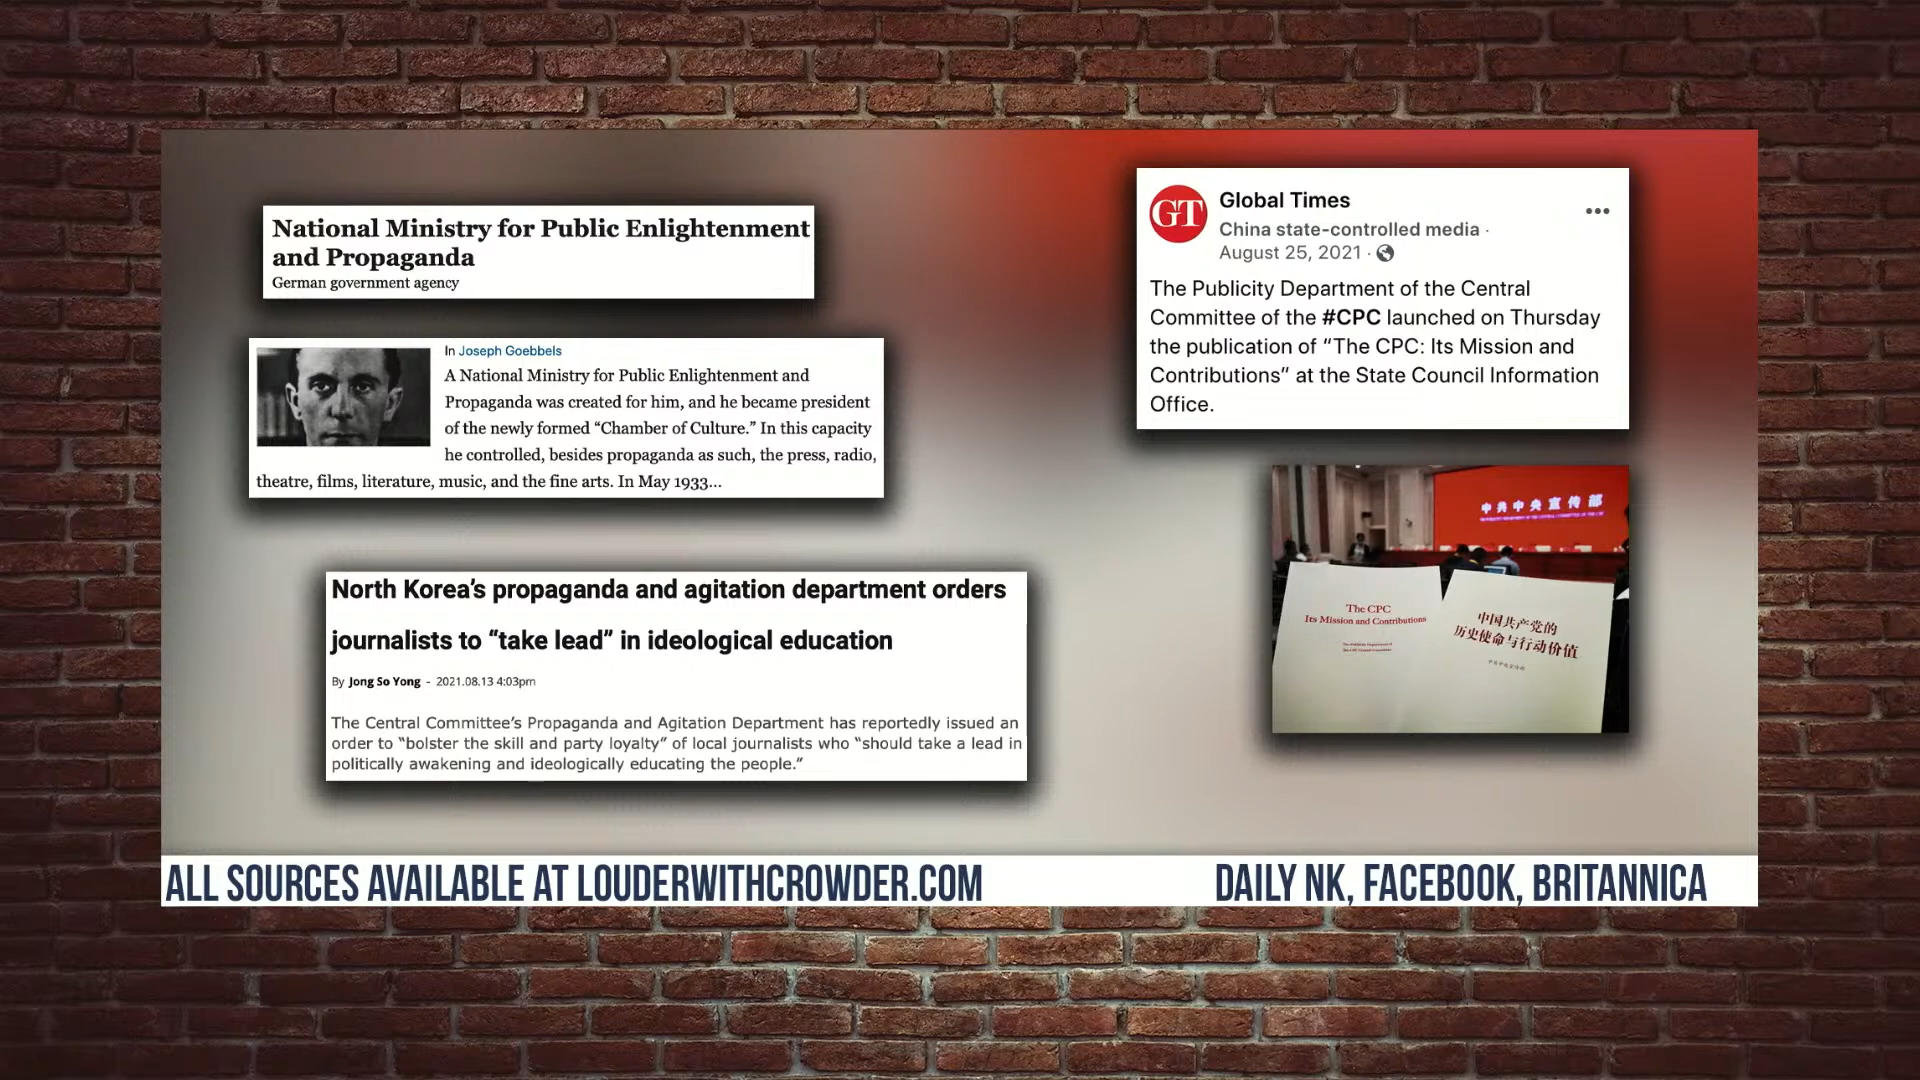 National Ministry for Public Enlightenment
and Propaganda
German government agency
In Joseph Goebbels
A National Ministry for Public Enlightenment and
Propaganda was created for him, and he became president
of the newly formed “Chamber of Culture.” In this capacity
he controlled, besides propaganda as such, the press, radio,
theatre, films, literature, music, and the fine arts. In May 1933...
North Korea’s propaganda and agitation department orders
journalists to “take lead” in ideological education
By Jong So Yong - 2021.08.13 4:03pm
The Central Committee’s Propaganda and Agitation Department has reportedly issued an
order to “bolster the skill and party loyalty” of local journalists who “should take a lead in
politically awakening and ideologically educating the people.”
GT
Global Times
China state-controlled media ·
August 25, 2021 ·
The Publicity Department of the Central
Committee of the #CPC launched on Thursday
the publication of “The CPC: Its Mission and
Contributions” at the State Council Information
Office.
中共中央宣传部
The CPC
Its Mission and Contributions
中国共产党的
历史使命与行动价值
ALL SOURCES AVAILABLE AT LOUDERWITHCROWDER.COM
DAILY NK, FACEBOOK, BRITANNICA